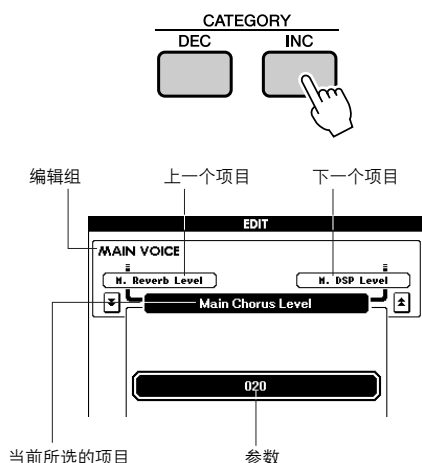 CATEGORY
DEC INC
编辑组 上一个项目 下一个项目
EDIT
MAIN VOICE
M. Reverb Level M. DSP Level
Main Chorus Level
020
当前所选的项目 参数